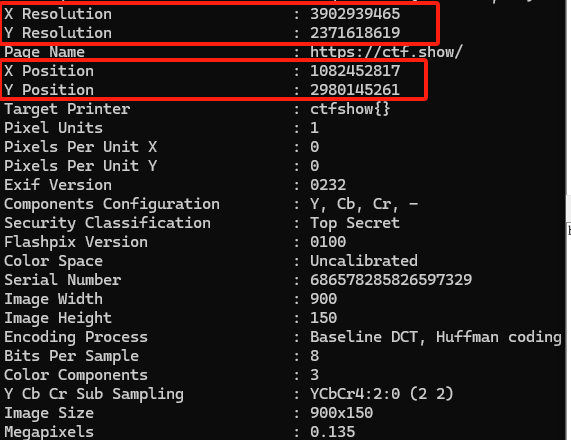 X Resolution : 3902939465
Y Resolution : 2371618619
Page Name : https://ctf.show/
X Position : 1082452817
Y Position : 2980145261
Target Printer : ctfshow{}
Pixel Units : 1
Pixels Per Unit X : 0
Pixels Per Unit Y : 0
Exif Version : 0232
Components Configuration : Y, Cb, Cr, -
Security Classification : Top Secret
Flashpix Version : 0100
Color Space : Uncalibrated
Serial Number : 686578285826597329
Image Width : 900
Image Height : 150
Encoding Process : Baseline DCT, Huffman coding
Bits Per Sample : 8
Color Components : 3
Y Cb Cr Sub Sampling : YCbCr4:2:0 (2 2)
Image Size : 900x150
Megapixels : 0.135